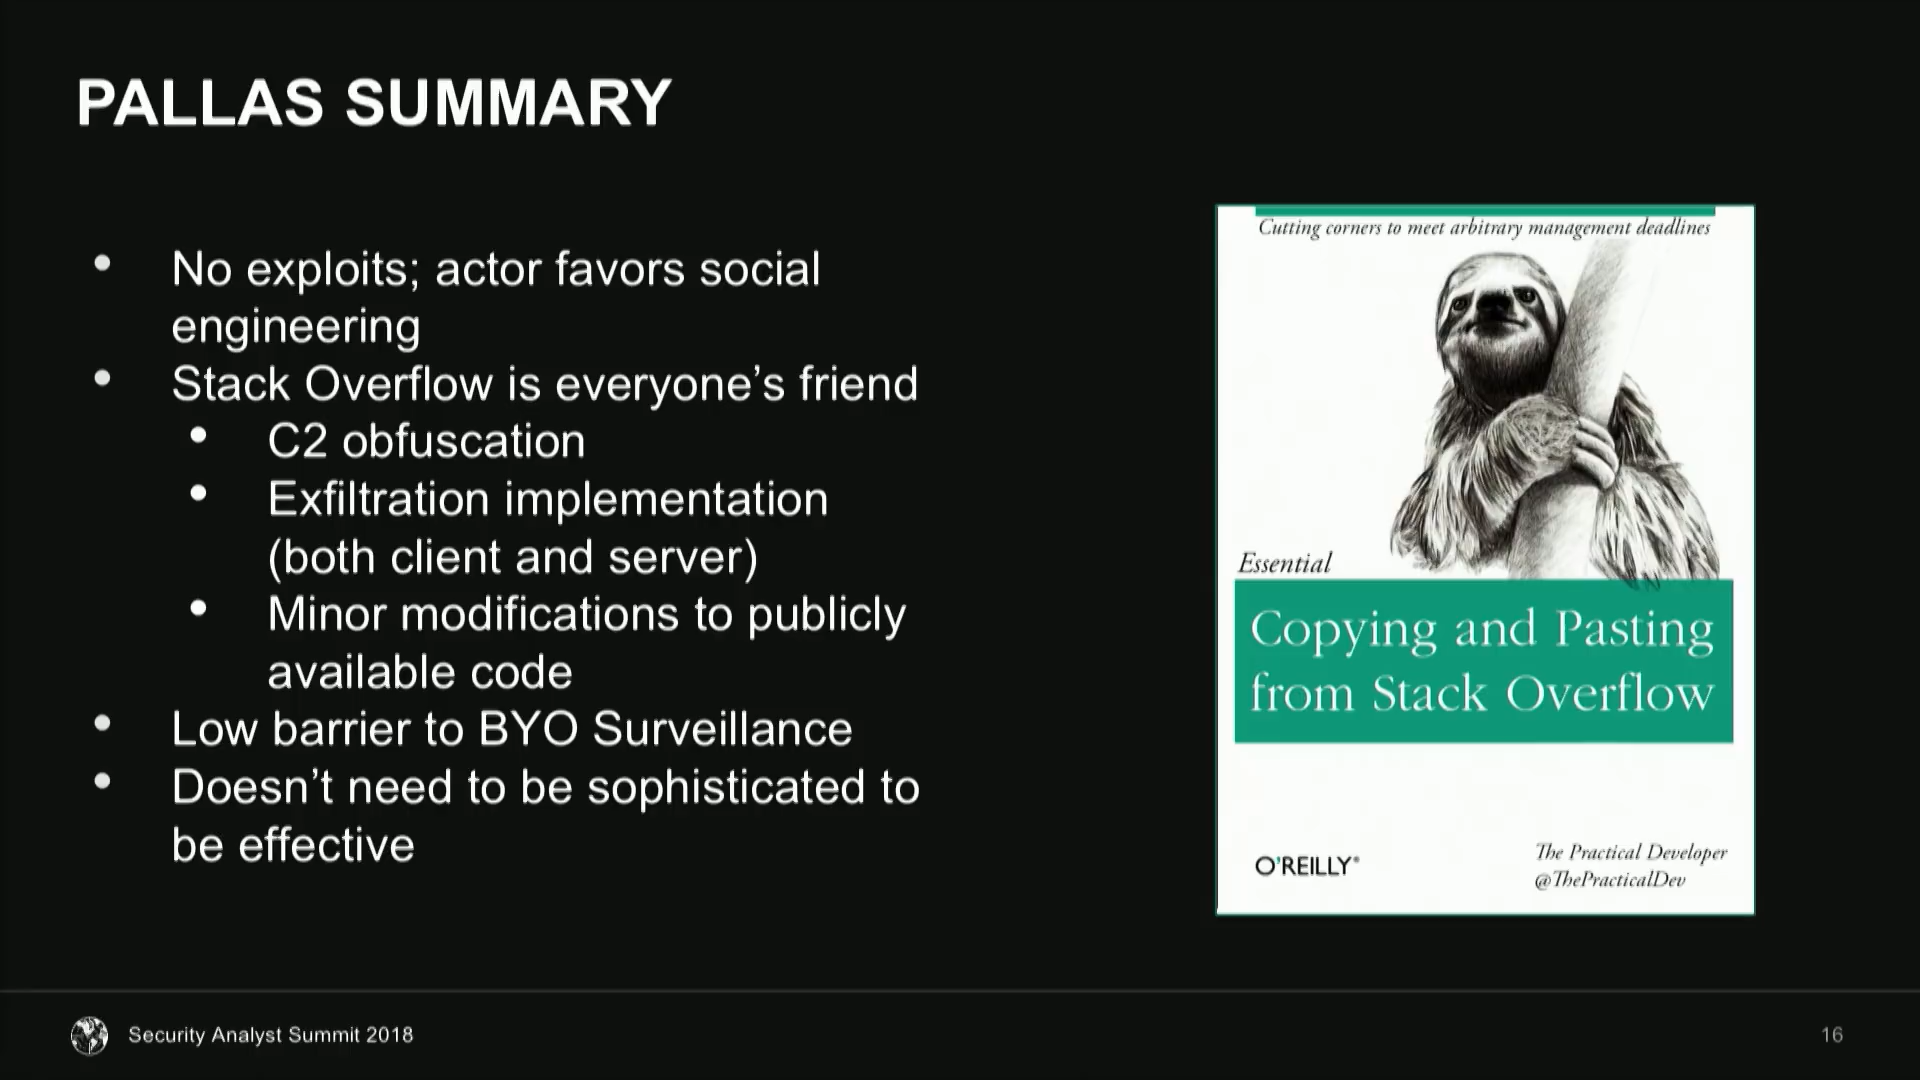 PALLAS SUMMARY
• No exploits; actor favors social
engineering
• Stack Overflow is everyone’s friend
• C2 obfuscation
• Exfiltration implementation
(both client and server)
• Minor modifications to publicly
available code
• Low barrier to BYO Surveillance
• Doesn’t need to be sophisticated to
be effective
Cutting corners to meet arbitrary management deadlines
Essential
Copying and Pasting
from Stack Overflow
O'REILLY®
The Practical Developer
@ThePracticalDev
Security Analyst Summit 2018
16